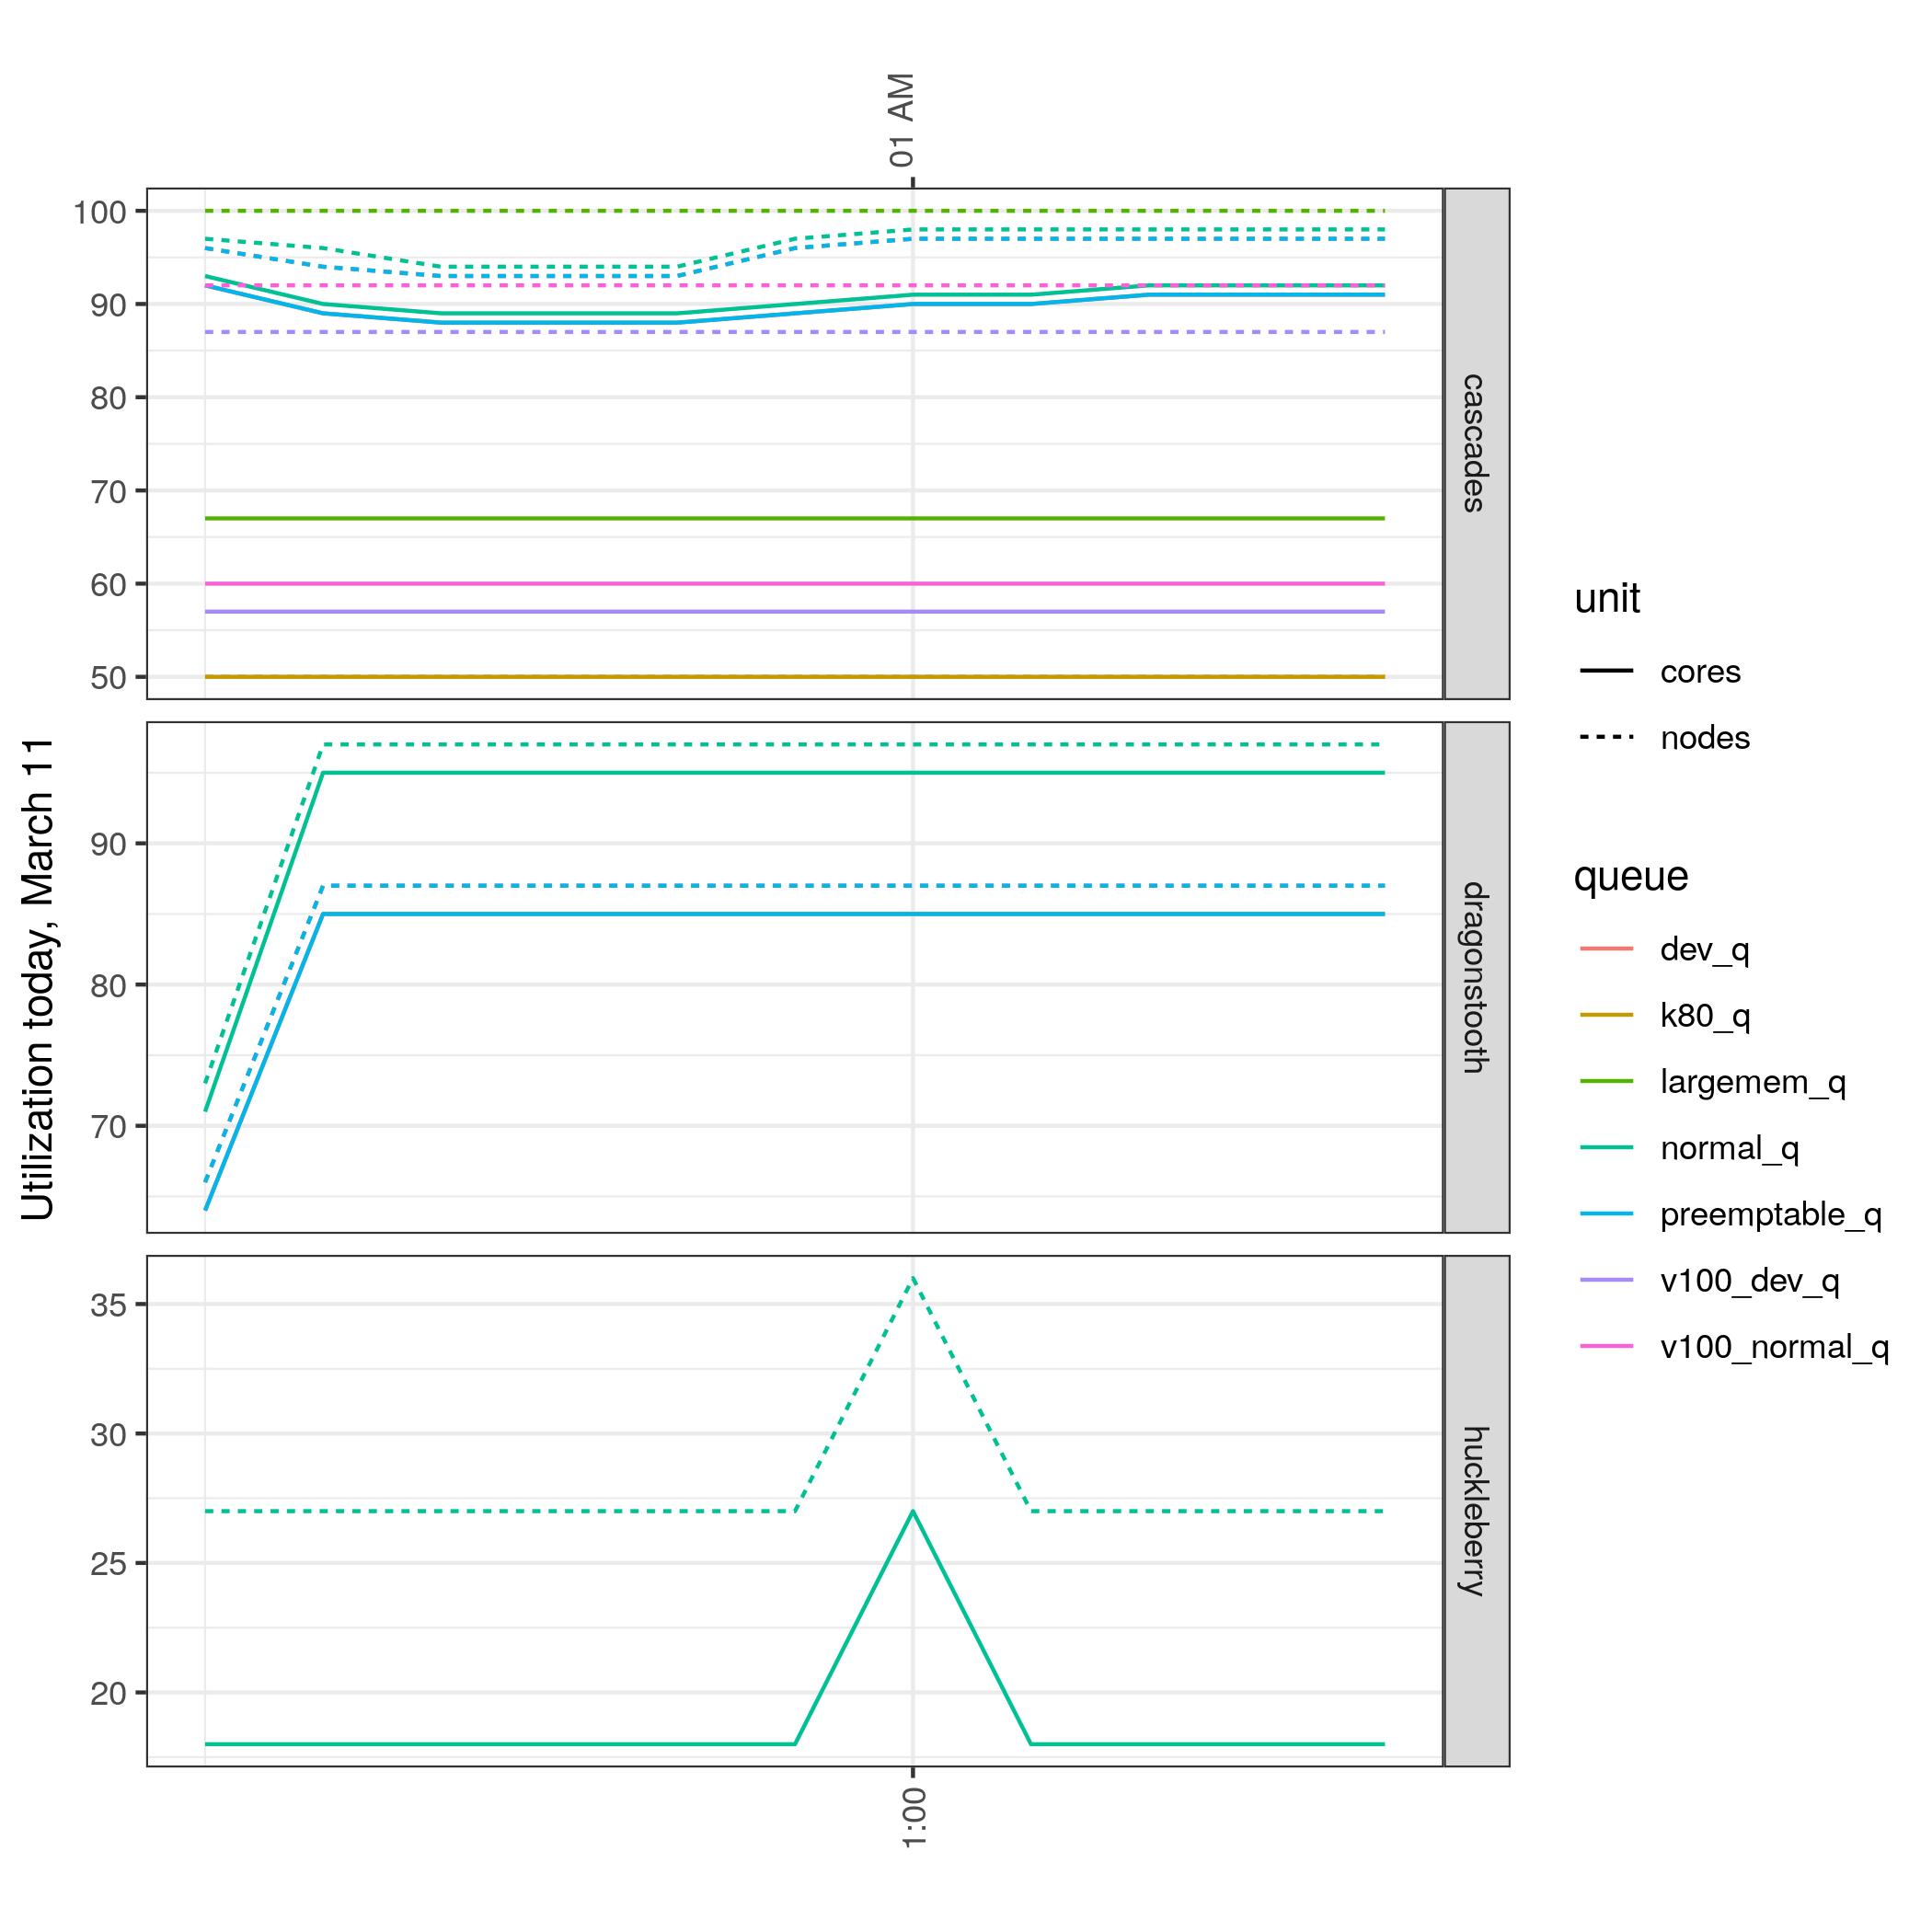 01 AM
100
90
80
70
60
50
cascades
90
80
70
dragonstooth
35
30
25
20
huckleberry
1:00
Utilization today, March 11
unit
cores
nodes
queue
dev_q
k80_q
largemem_q
normal_q
preemptable_q
v100_dev_q
v100_normal_q